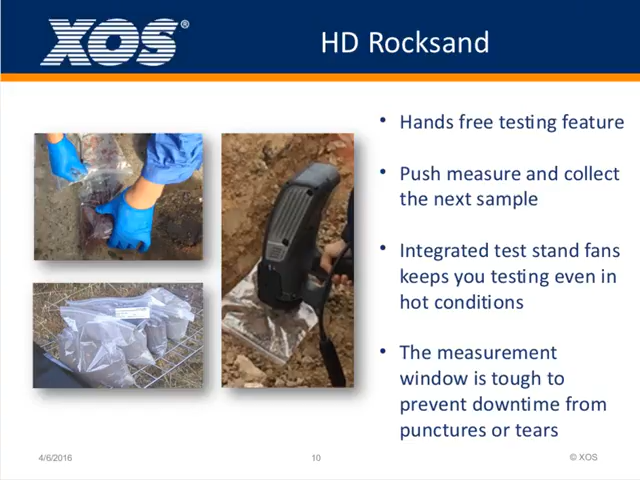 XOS®
HD Rocksand
• Hands free testing feature
• Push measure and collect
the next sample
• Integrated test stand fans
keeps you testing even in
hot conditions
• The measurement
window is tough to
prevent downtime from
punctures or tears
4/6/2016
10
© XOS